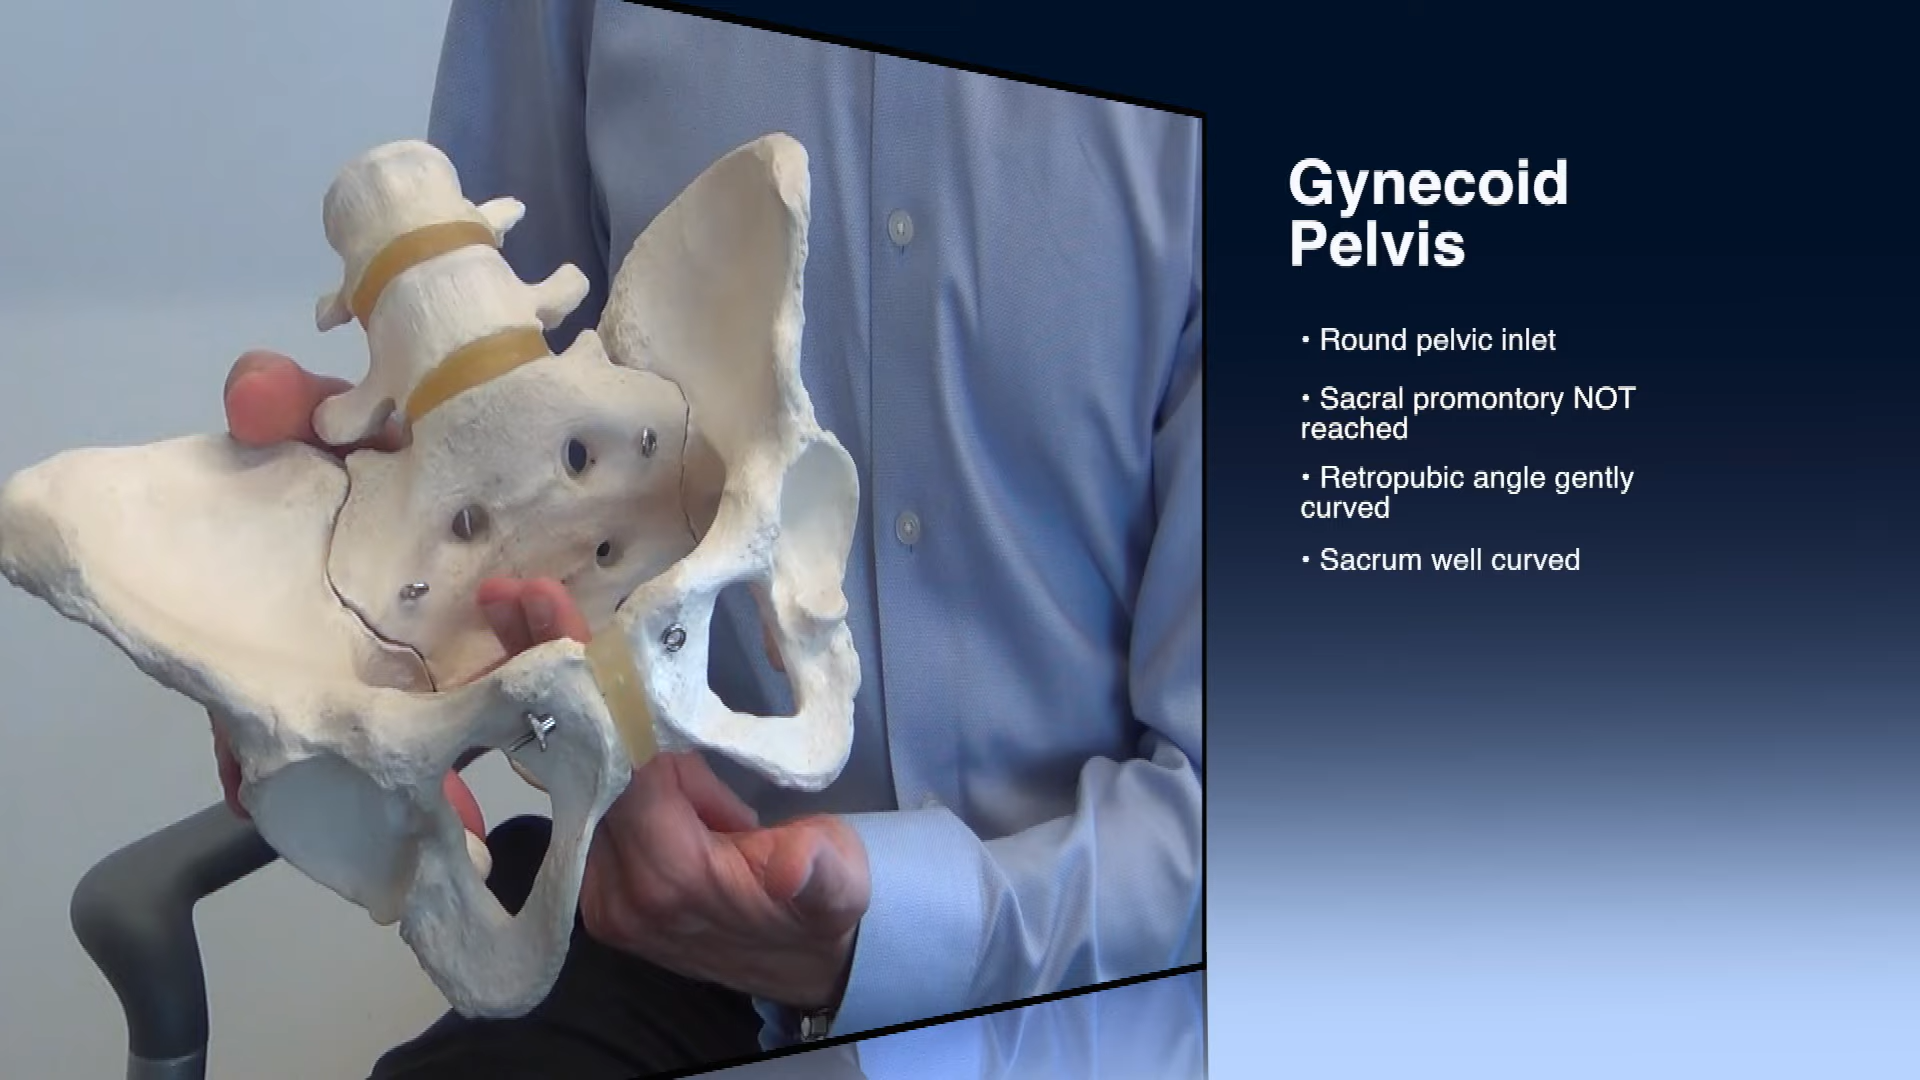 Gynecoid
Pelvis
• Round pelvic inlet
• Sacral promontory NOT
reached
• Retropubic angle gently
curved
• Sacrum well curved